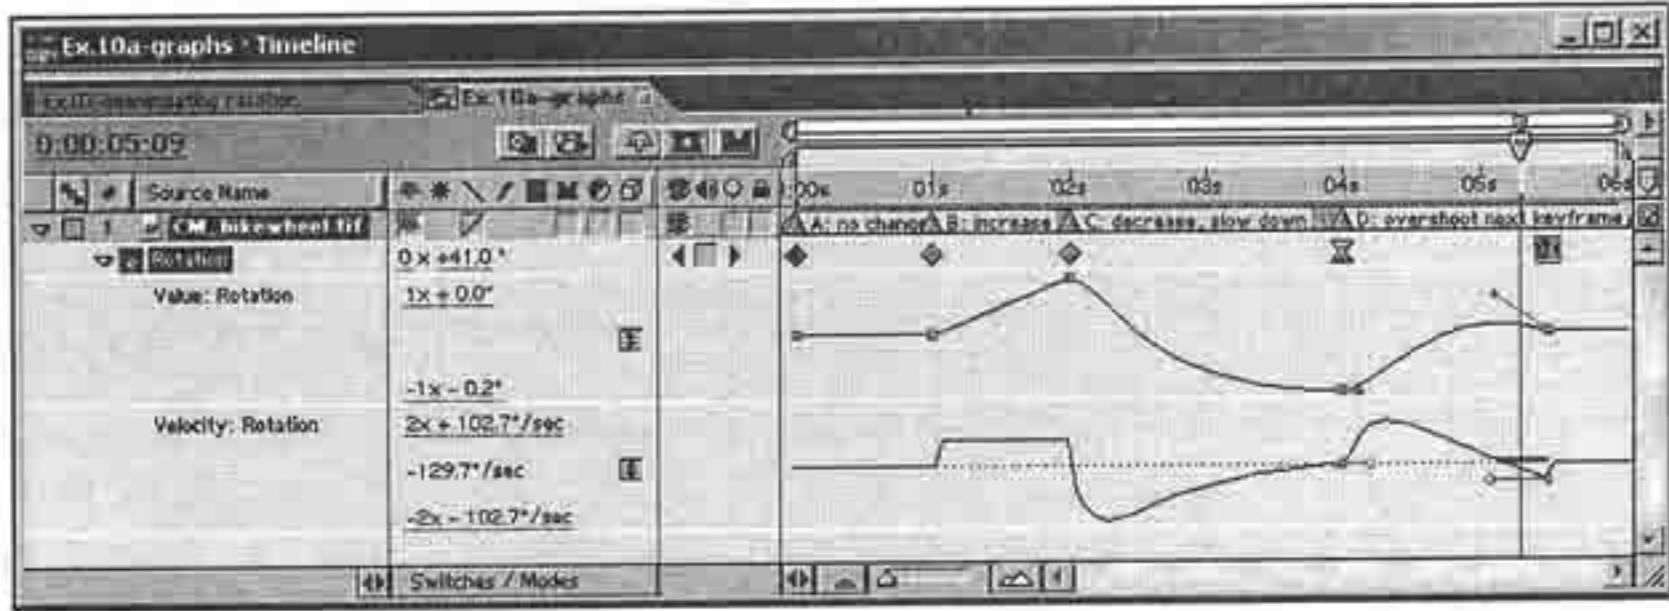 Ex.10a-graphs • Timeline
Ex.10a-graphs
0:00:05:09
# Source Name
:00s 01s 02s 03s 04s 05s 06s
1 CM_bikewheel.tif
A: no change B: increase C: decrease, slow down D: overshoot next keyframe
Rotation 0 x +41.0°
Value: Rotation 1x + 0.0°
-1x - 0.2°
Velocity: Rotation 2x + 102.7°/sec
-129.7°/sec
-2x - 102.7°/sec
Switches / Modes